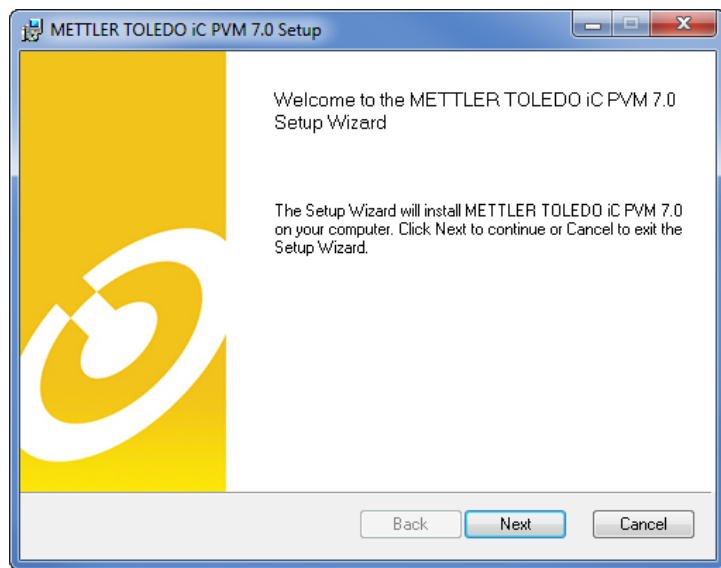 METTLER TOLEDO iC PVM 7.0 Setup
Welcome to the METTLER TOLEDO iC PVM 7.0
Setup Wizard
The Setup Wizard will install METTLER TOLEDO iC PVM 7.0
on your computer. Click Next to continue or Cancel to exit the
Setup Wizard.
Back
Next
Cancel